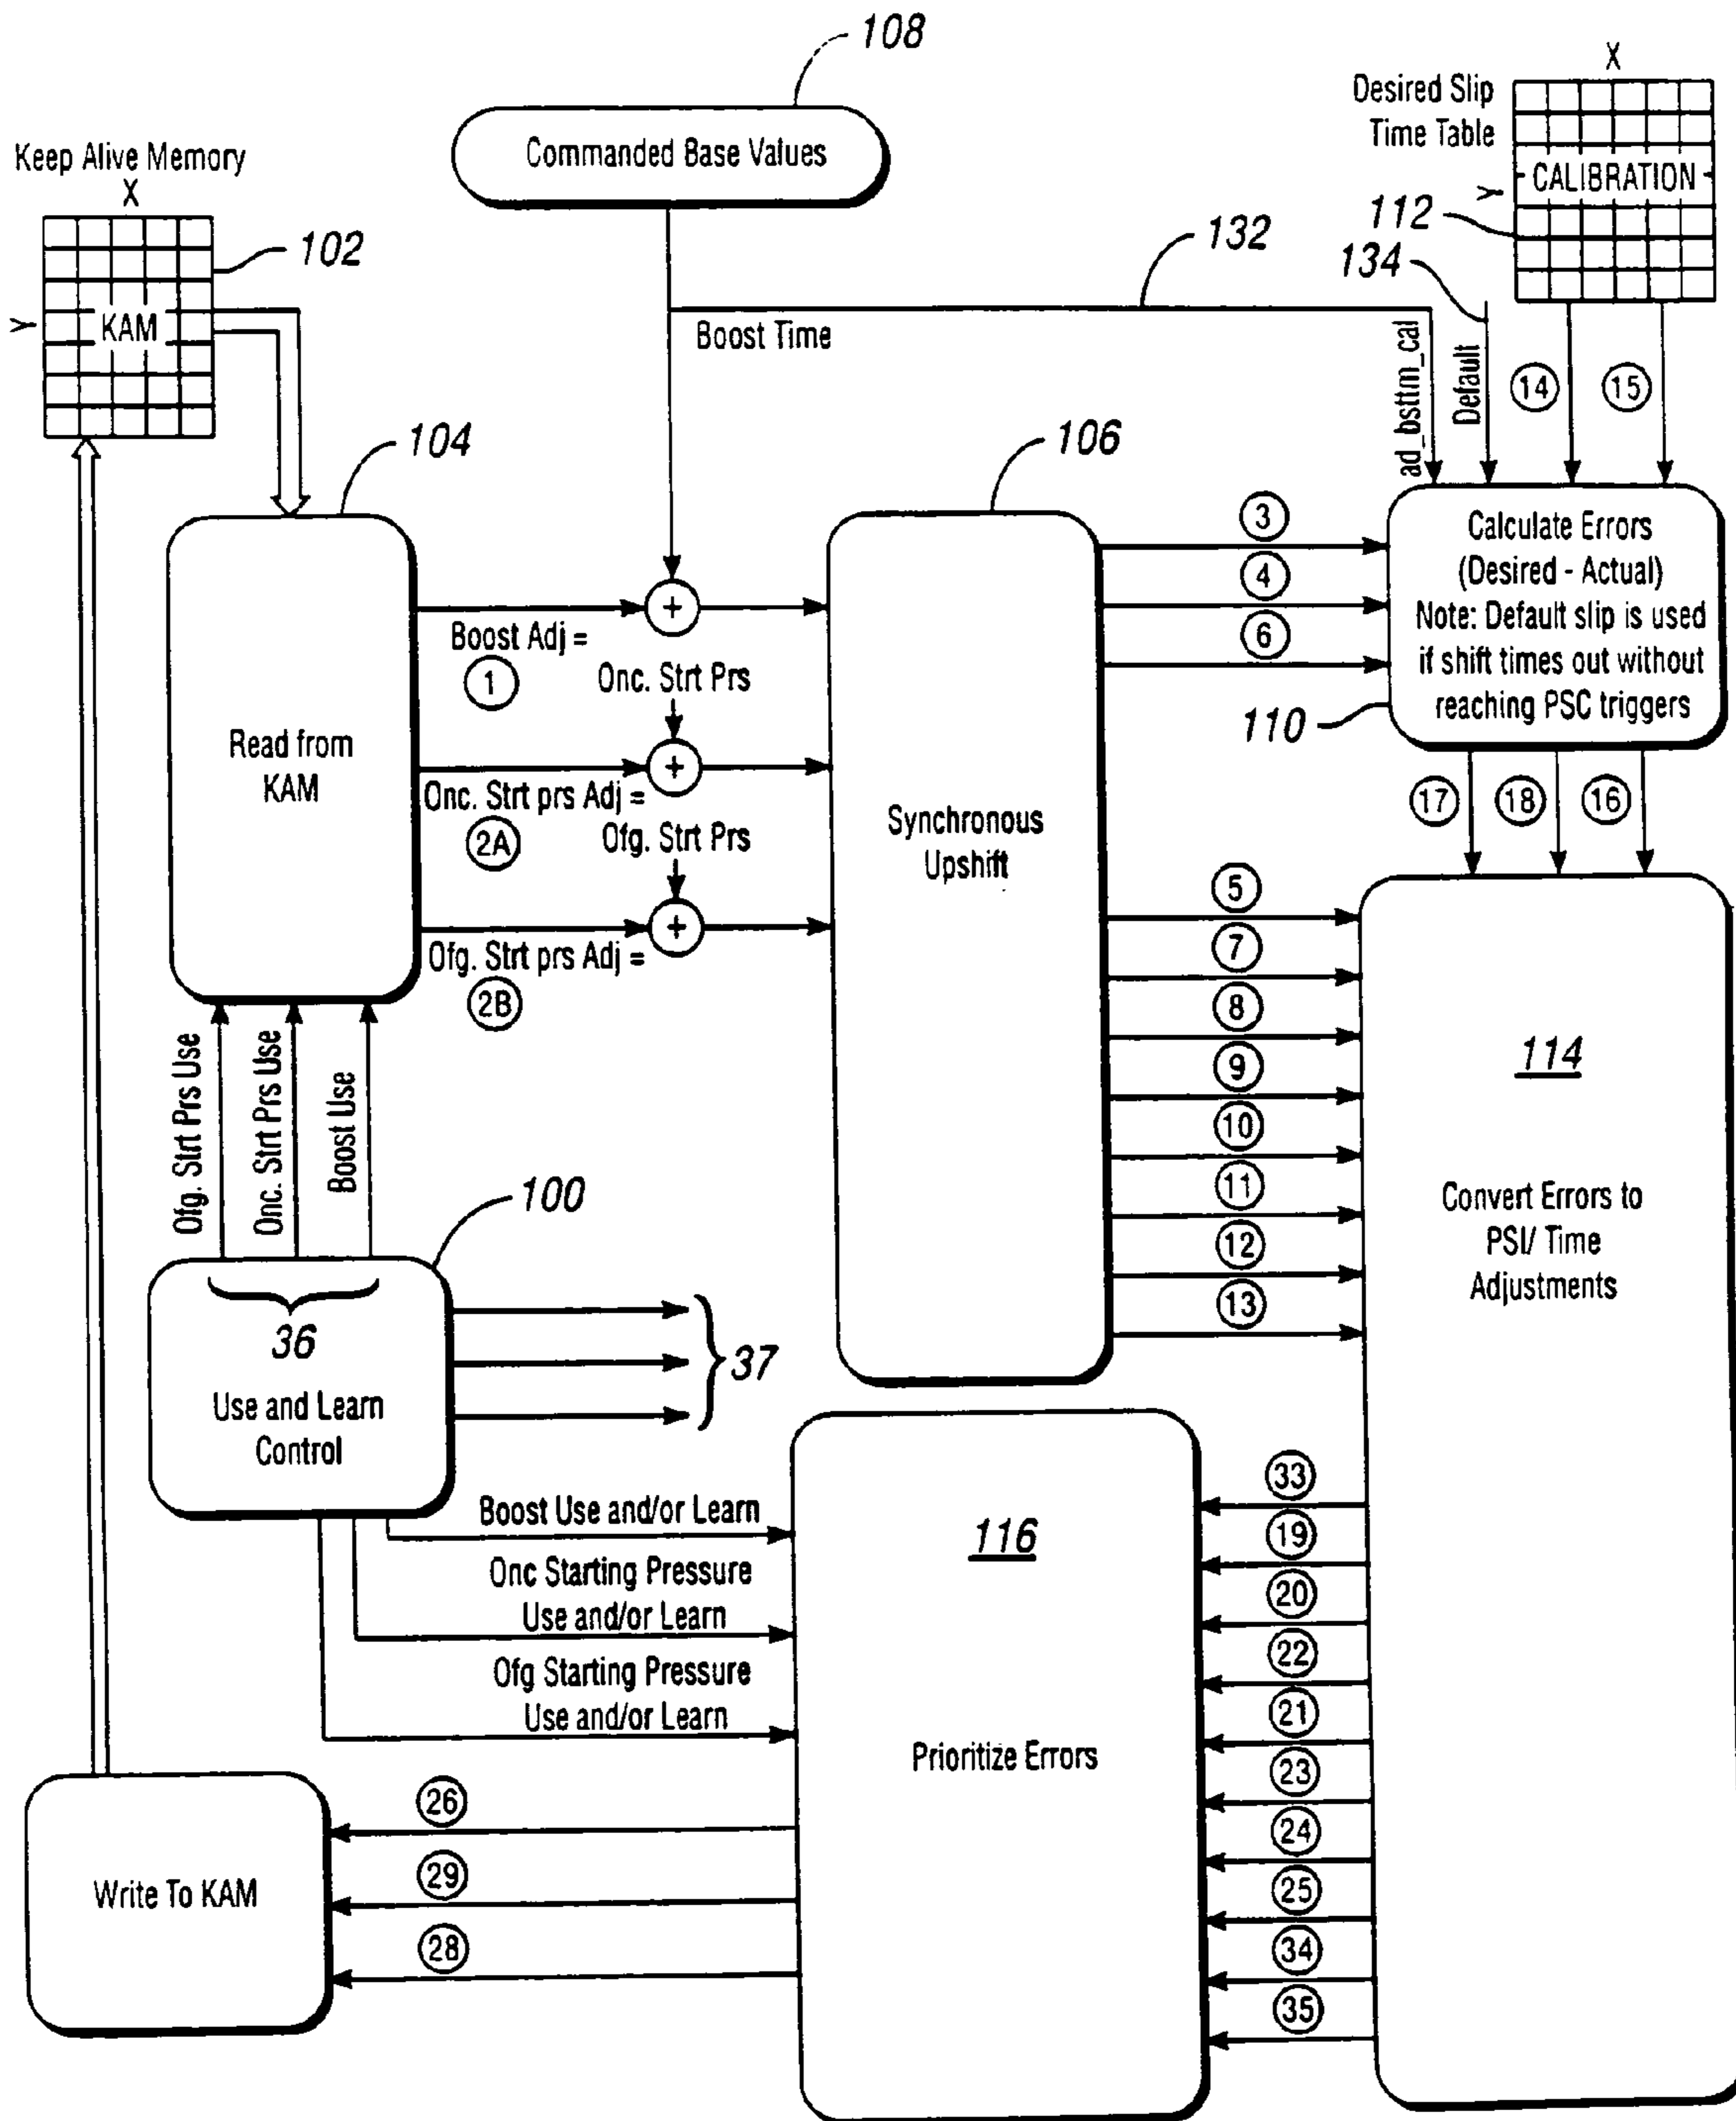 108
X
Desired Slip
Time Table
Commanded Base Values
Keep Alive Memory
X
Y
CALIBRATION
112
102
132
134
Y
KAM
Boost Time
ad_bsttm_cal
Default
14
15
104
106
3
Calculate Errors
(Desired - Actual)
Note: Default slip is used
if shift times out without
reaching PSC triggers
4
6
110
+
Boost Adj =
1
Onc. Strt Prs
Read from
KAM
+
Onc. Strt prs Adj =
2A
Ofg. Strt Prs
17
18
16
Synchronous
Upshift
+
Ofg. Strt prs Adj =
2B
5
7
8
9
10
11
12
13
114
Convert Errors to
PSI/ Time
Adjustments
Ofg. Strt Prs Use
Onc. Strt Prs Use
Boost Use
100
36
37
Use and Learn
Control
Boost Use and/or Learn
Onc Starting Pressure
Use and/or Learn
Ofg Starting Pressure
Use and/or Learn
116
Prioritize Errors
33
19
20
22
21
23
24
25
34
35
26
29
28
Write To KAM